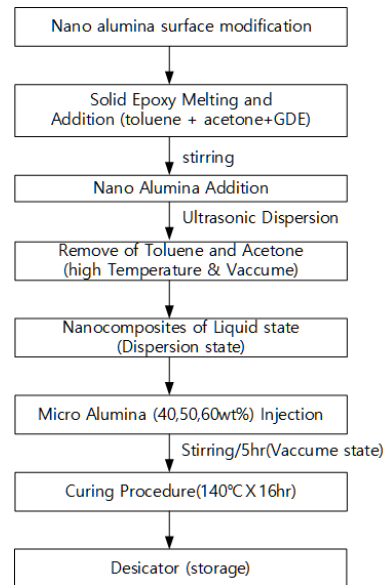 Nano alumina surface modification
Solid Epoxy Melting and
Addition (toluene + acetone+GDE)
stirring
Nano Alumina Addition
Ultrasonic Dispersion
Remove of Toluene and Acetone
(high Temperature & Vaccume)
Nanocomposites of Liquid state
(Dispersion state)
Micro Alumina (40,50,60wt%) Injection
Stirring/5hr(Vaccume state)
Curing Procedure(140℃ X 16hr)
Desicator (storage)